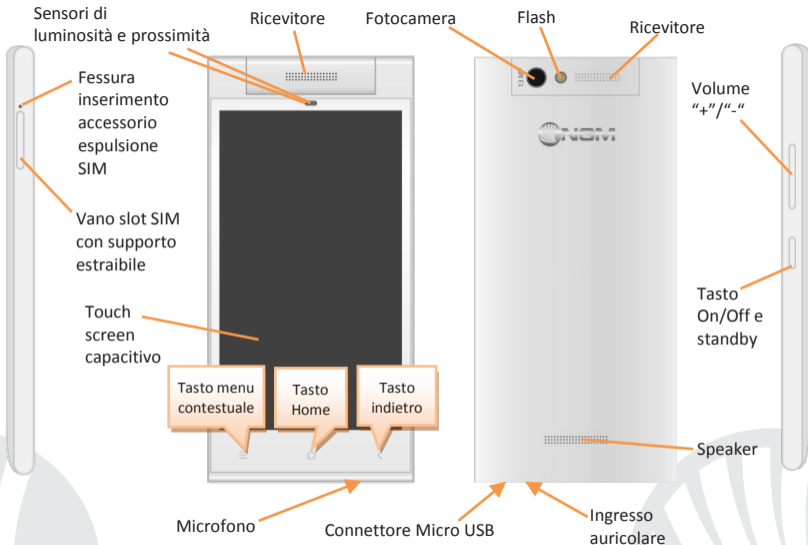 Sensori di
luminosità e prossimità
Ricevitore
Fotocamera
Flash
Ricevitore
Fessura
inserimento
accessorio
espulsione
SIM
Vano slot SIM
con supporto
estraibile
Touch
screen
capacitivo
Tasto menu
contestuale
Tasto
Home
Tasto
indietro
NGM
Volume
"+"/"-"
Tasto
On/Off e
standby
Speaker
Microfono
Connettore Micro USB
Ingresso
auricolare